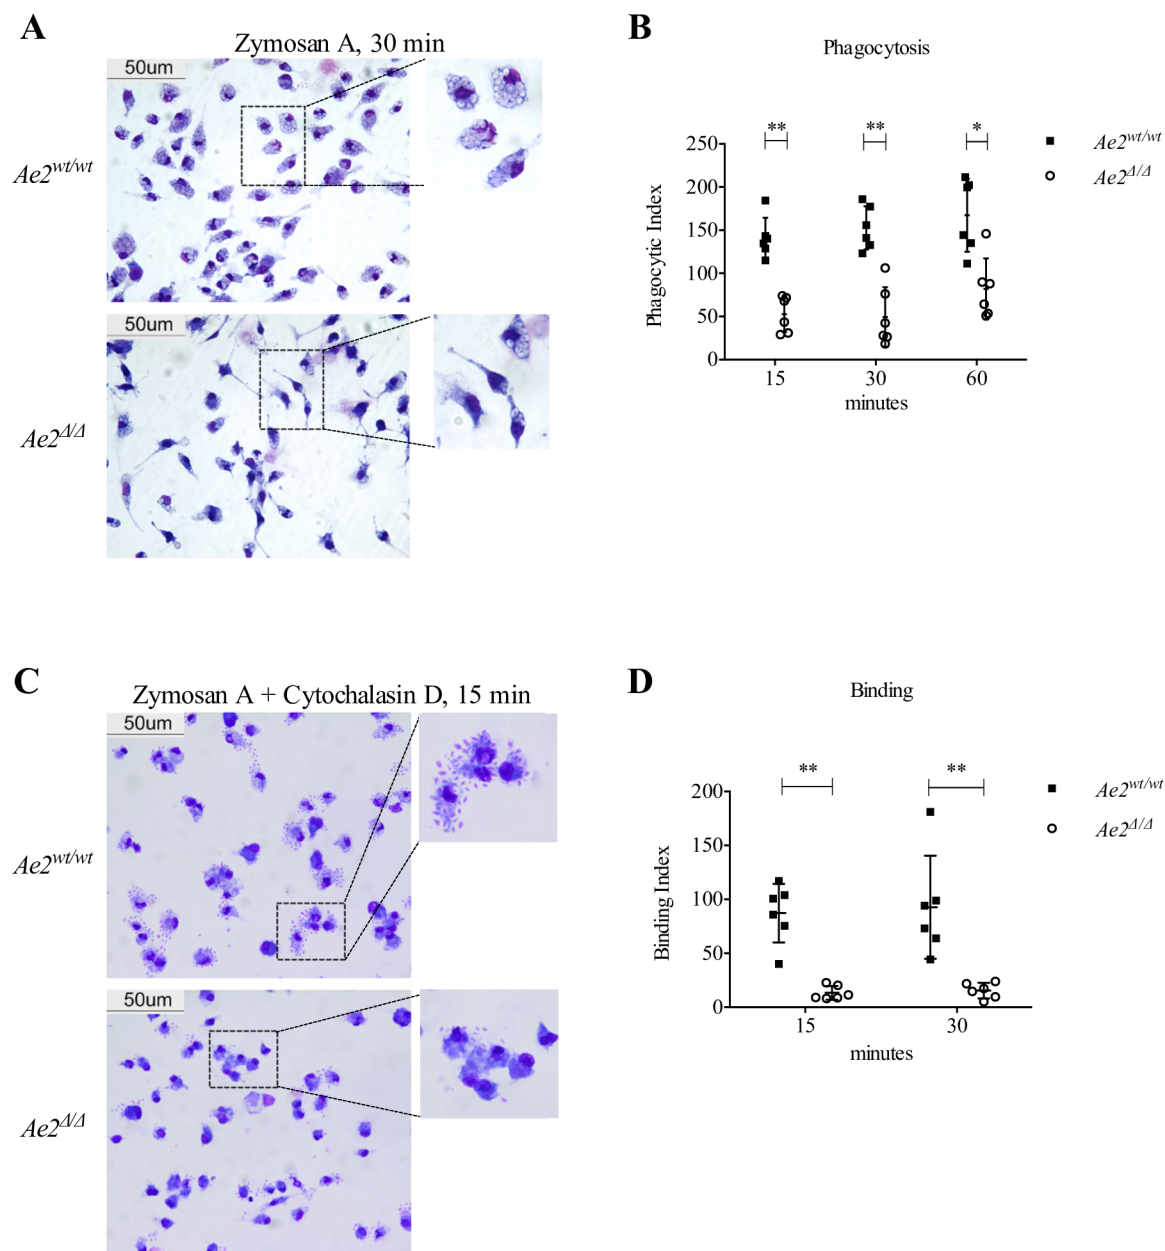 A
Zymosan A, 30 min
50um
Ae2wt/wt
50um
Ae2Δ/Δ
B
Phagocytosis
** ** *
Ae2wt/wt
Ae2Δ/Δ
250
200
150
100
50
0
Phagocytic Index
15 30 60
minutes
C
Zymosan A + Cytochalasin D, 15 min
50um
Ae2wt/wt
50um
Ae2Δ/Δ
D
Binding
** **
Ae2wt/wt
Ae2Δ/Δ
200
150
100
50
0
Binding Index
15 30
minutes